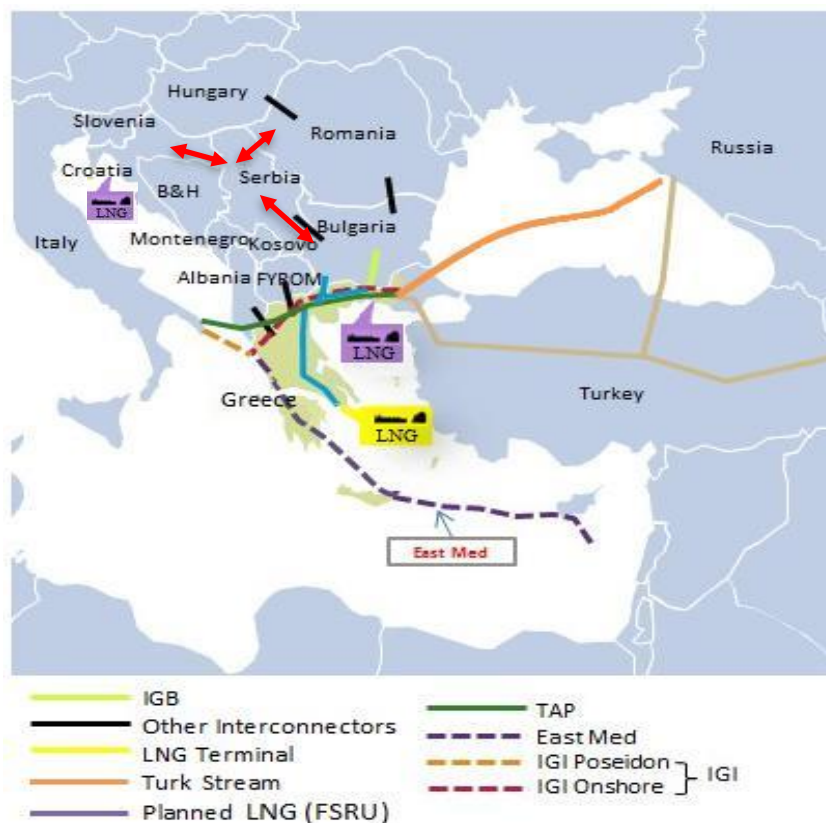 Hungary
Slovenia
Romania
Russia
Croatia
Serbia
B&H
LNG
Bulgaria
Italy
Montenegro
Kosovo
Albania
FYROM
LNG
Greece
Turkey
LNG
East Med
IGB
Other Interconnectors
LNG Terminal
Turk Stream
Planned LNG (FSRU)
TAP
East Med
IGI Poseidon
IGI Onshore
IGI